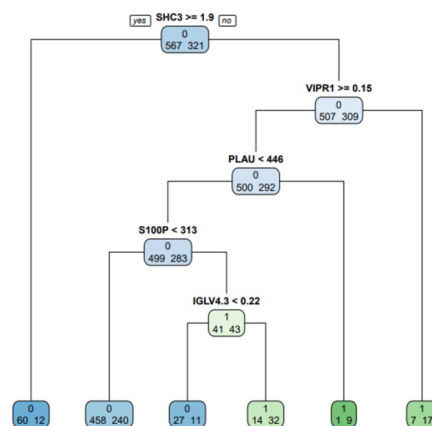 yes SHC3 >= 1.9 no
0
567 321
VIPR1 >= 0.15
0
507 309
PLAU < 446
0
500 292
S100P < 313
0
499 283
IGLV4.3 < 0.22
1
41 43
0 0 0 1 1 1
60 12 458 240 27 11 14 32 1 9 7 17